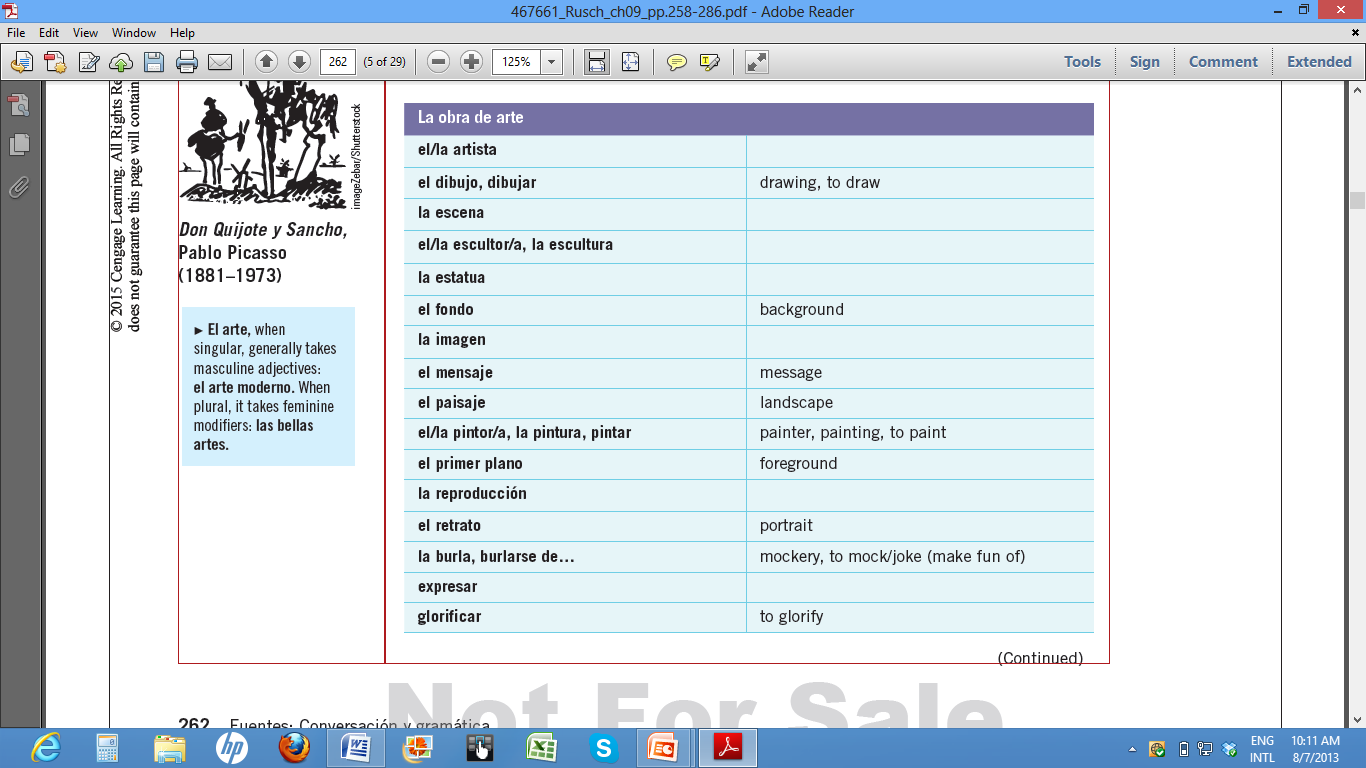 467661_Rusch_ch09_pp.258-286.pdf - Adobe Reader
File Edit View Window Help
262 (5 of 29) 125% Tools Sign Comment Extended
© 2015 Cengage Learning. All Rights Re
does not guarantee this page will contain
imageZebar/Shutterstock
Don Quijote y Sancho,
Pablo Picasso
(1881–1973)
► El arte, when
singular, generally takes
masculine adjectives:
el arte moderno. When
plural, it takes feminine
modifiers: las bellas
artes.
La obra de arte
el/la artista
el dibujo, dibujar drawing, to draw
la escena
el/la escultor/a, la escultura
la estatua
el fondo background
la imagen
el mensaje message
el paisaje landscape
el/la pintor/a, la pintura, pintar painter, painting, to paint
el primer plano foreground
la reproducción
el retrato portrait
la burla, burlarse de... mockery, to mock/joke (make fun of)
expresar
glorificar to glorify
(Continued)
Not For Sale
262 Fuentes: Conversación y gramática
ENG 10:11 AM
INTL 8/7/2013